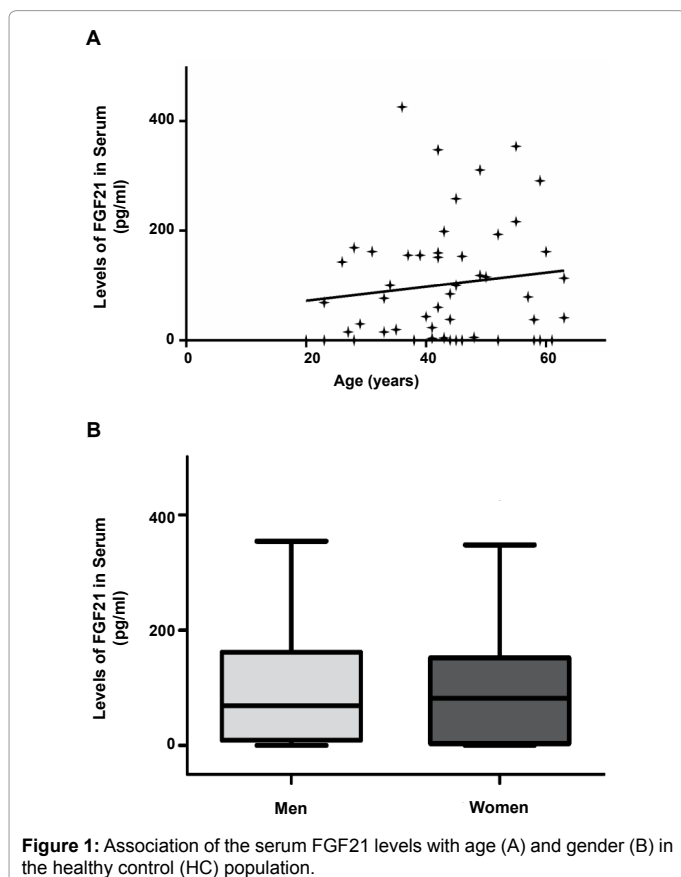 A
Levels of FGF21 in Serum
(pg/ml)
400
200
0
0 20 40 60
Age (years)
B
Levels of FGF21 in Serum
(pg/ml)
400
200
0
Men Women
Figure 1: Association of the serum FGF21 levels with age (A) and gender (B) in
the healthy control (HC) population.